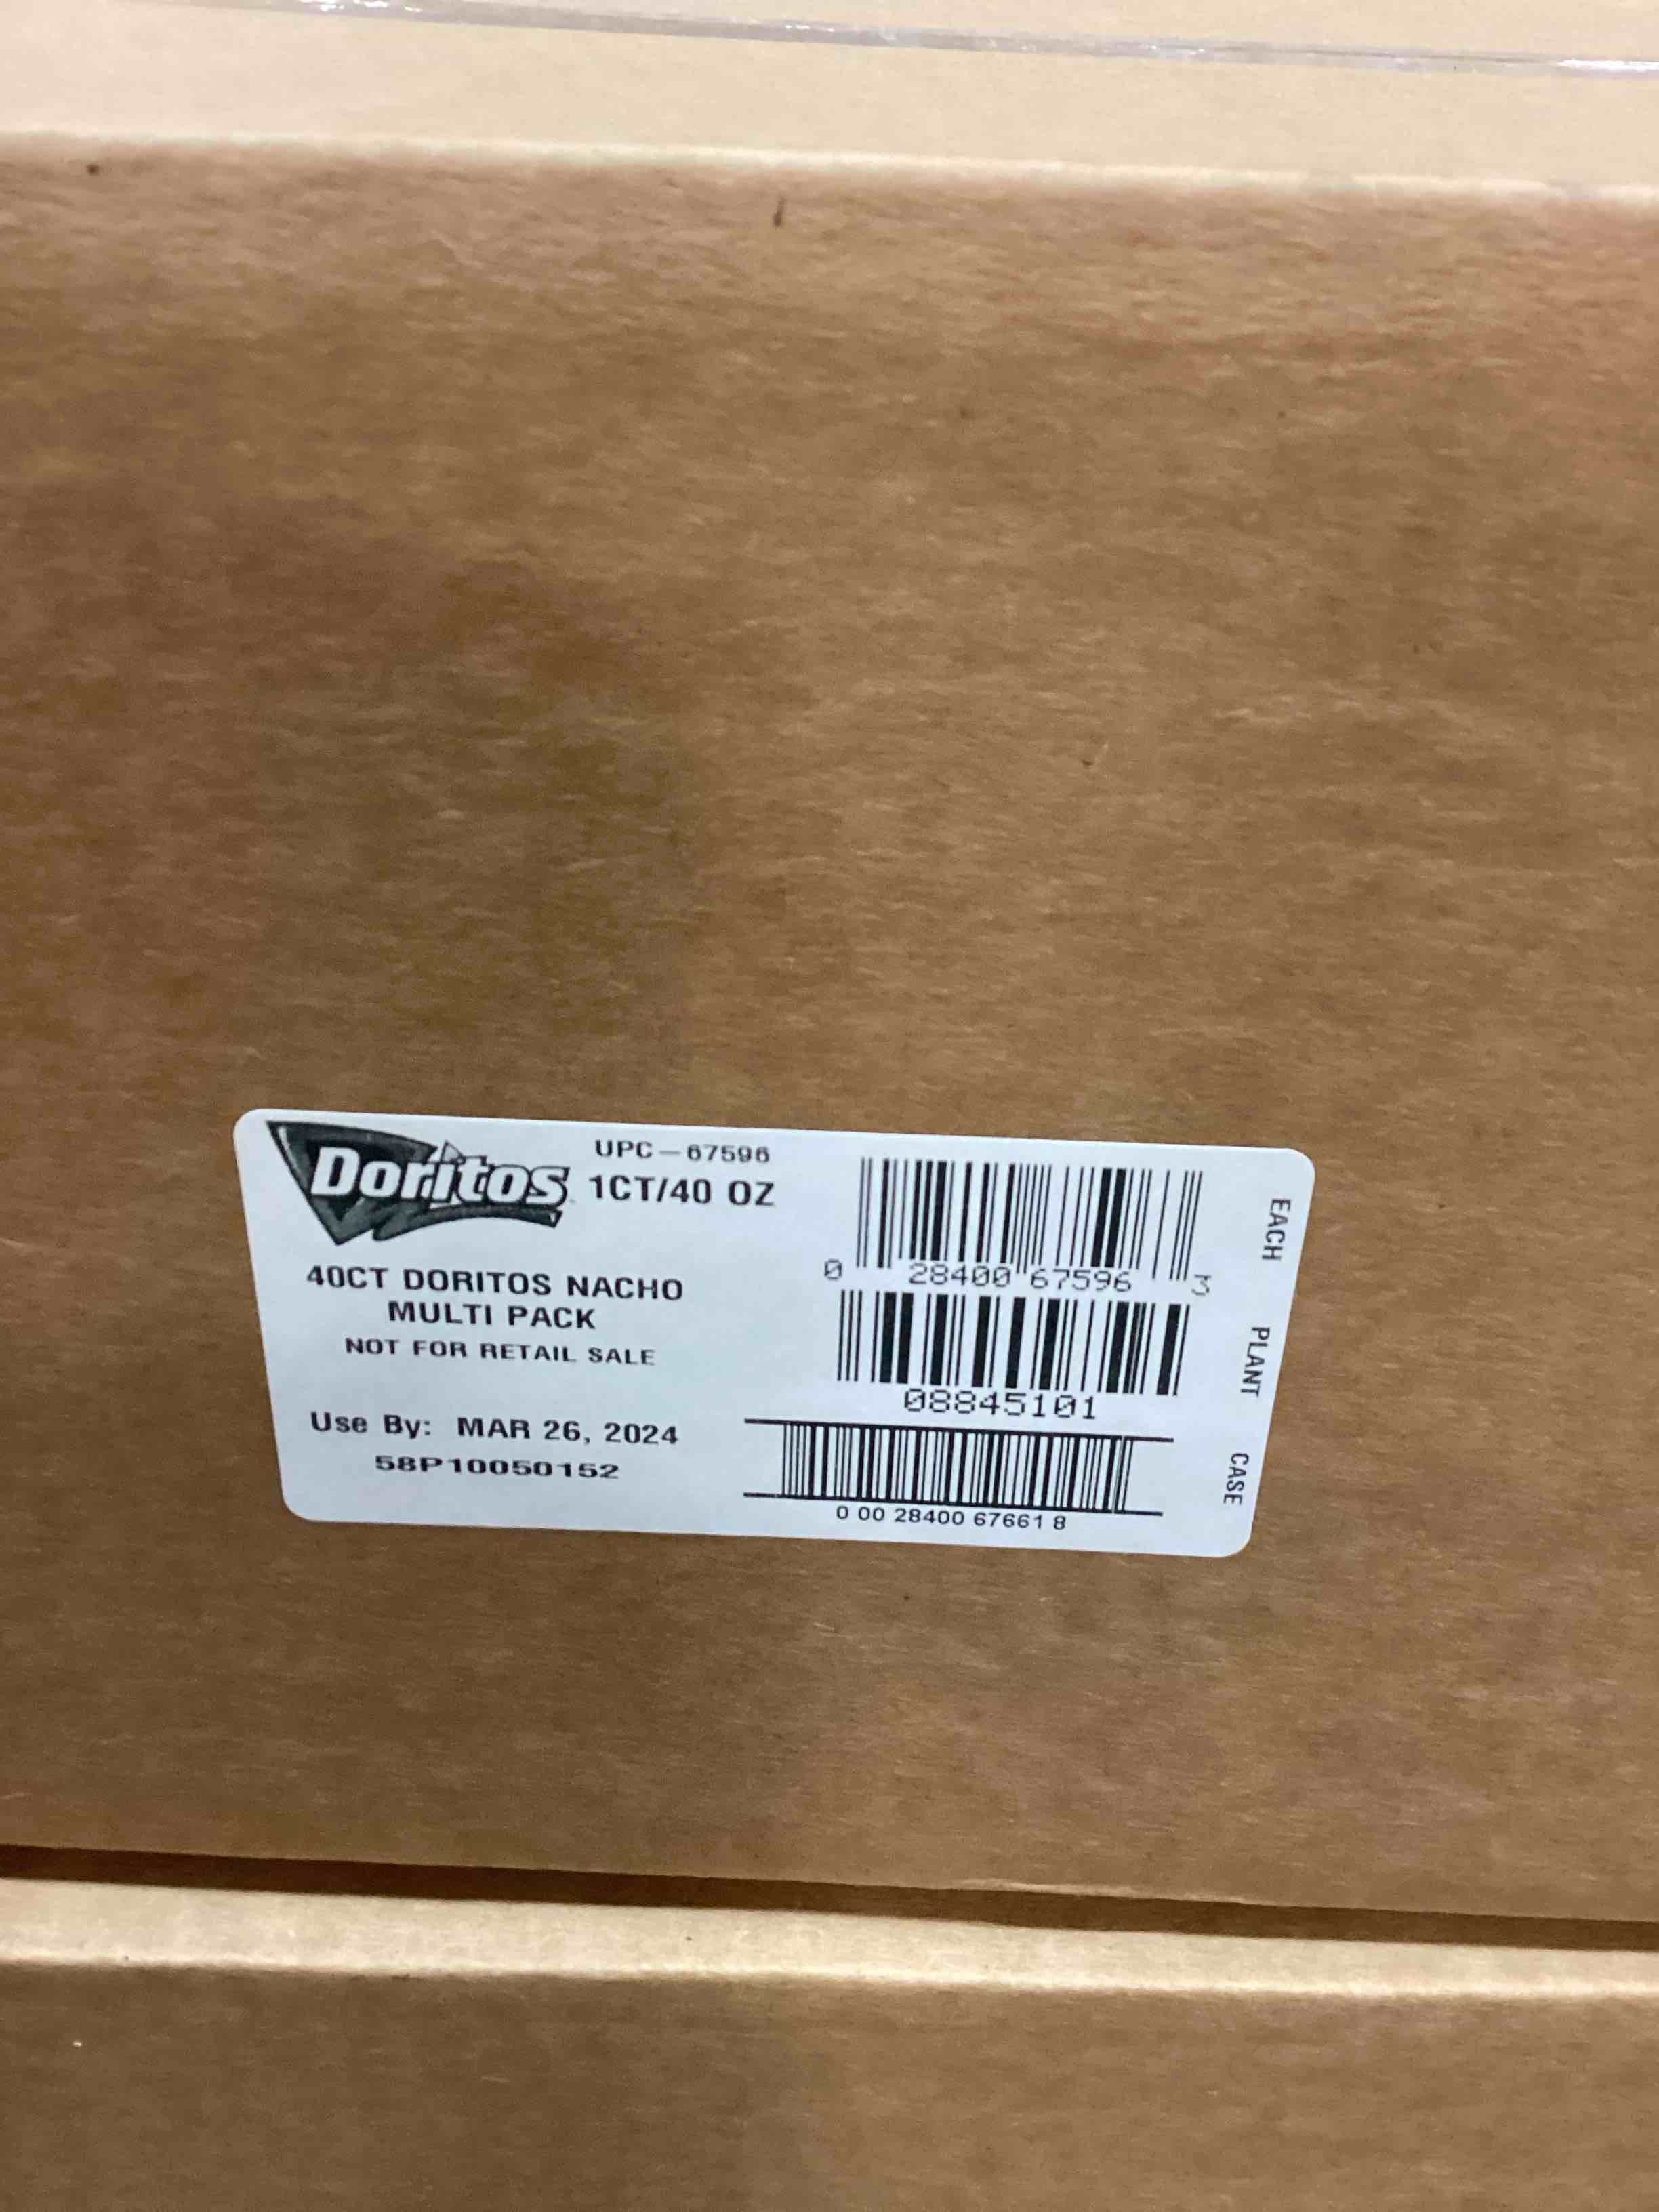 Doritos
UPC-67596
1CT/40 OZ
40CT DORITOS NACHO
MULTI PACK
NOT FOR RETAIL SALE
Use By: MAR 26, 2024
58P10050152
0 28400 67596 3
08845101
0 00 28400 67661 8
EACH
PLANT
CASE